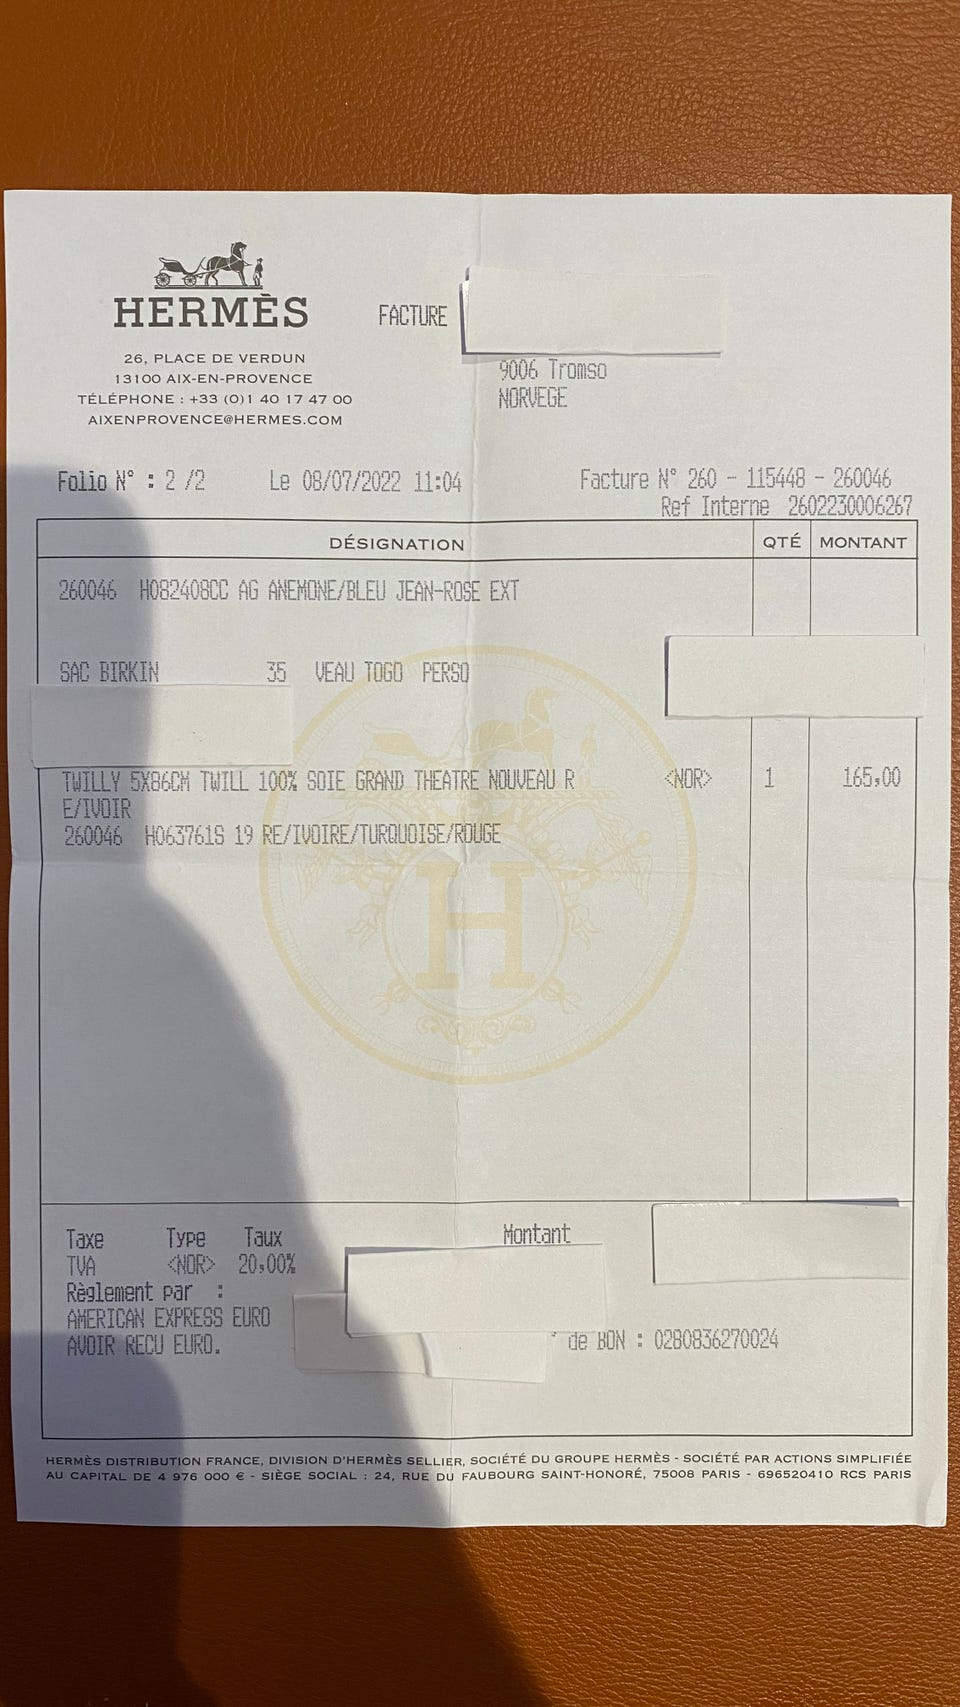 HERMÈS
26, PLACE DE VERDUN
13100 AIX-EN-PROVENCE
TÉLÉPHONE : +33 (0)1 40 17 47 00
AIXENPROVENCE@HERMES.COM
FACTURE
9006 Tromso
NORVEGE
Folio N° : 2 /2 Le 08/07/2022 11:04 Facture N° 260 - 115448 - 260046
Ref Interne 2602230006267
DÉSIGNATION QTÉ MONTANT
260046 H082408CC AG ANEMONE/BLEU JEAN-ROSE EXT
SAC BIRKIN 35 VEAU TOGO PERSO
TWILLY 5X86CM TWILL 100% SOIE GRAND THEATRE NOUVEAU R <NOR> 1 165,00
E/IVOIR
260046 H063761S 19 RE/IVOIRE/TURQUOISE/ROUGE
H
Taxe Type Taux Montant
TVA <NOR> 20,00%
Règlement par :
AMERICAN EXPRESS EURO
AVOIR RECU EURO. de BON : 0280836270024
HERMÈS DISTRIBUTION FRANCE, DIVISION D'HERMÈS SELLIER, SOCIÉTÉ DU GROUPE HERMÈS - SOCIÉTÉ PAR ACTIONS SIMPLIFIÉE
AU CAPITAL DE 4 976 000 € - SIÈGE SOCIAL : 24, RUE DU FAUBOURG SAINT-HONORÉ, 75008 PARIS - 696520410 RCS PARIS